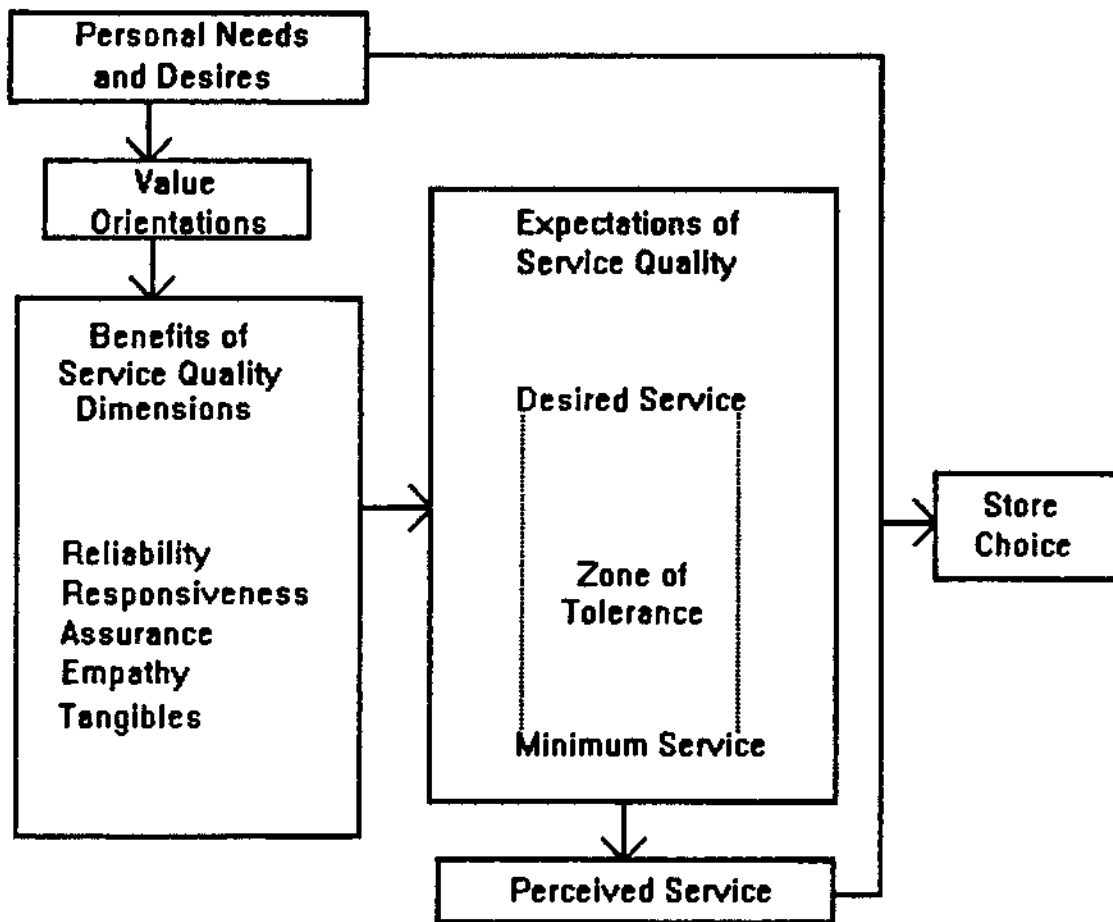 Personal Needs
and Desires
Value
Orientations
Benefits of
Service Quality
Dimensions
Reliability
Responsiveness
Assurance
Empathy
Tangibles
Expectations of
Service Quality
Desired Service
Zone of
Tolerance
Minimum Service
Perceived Service
Store
Choice